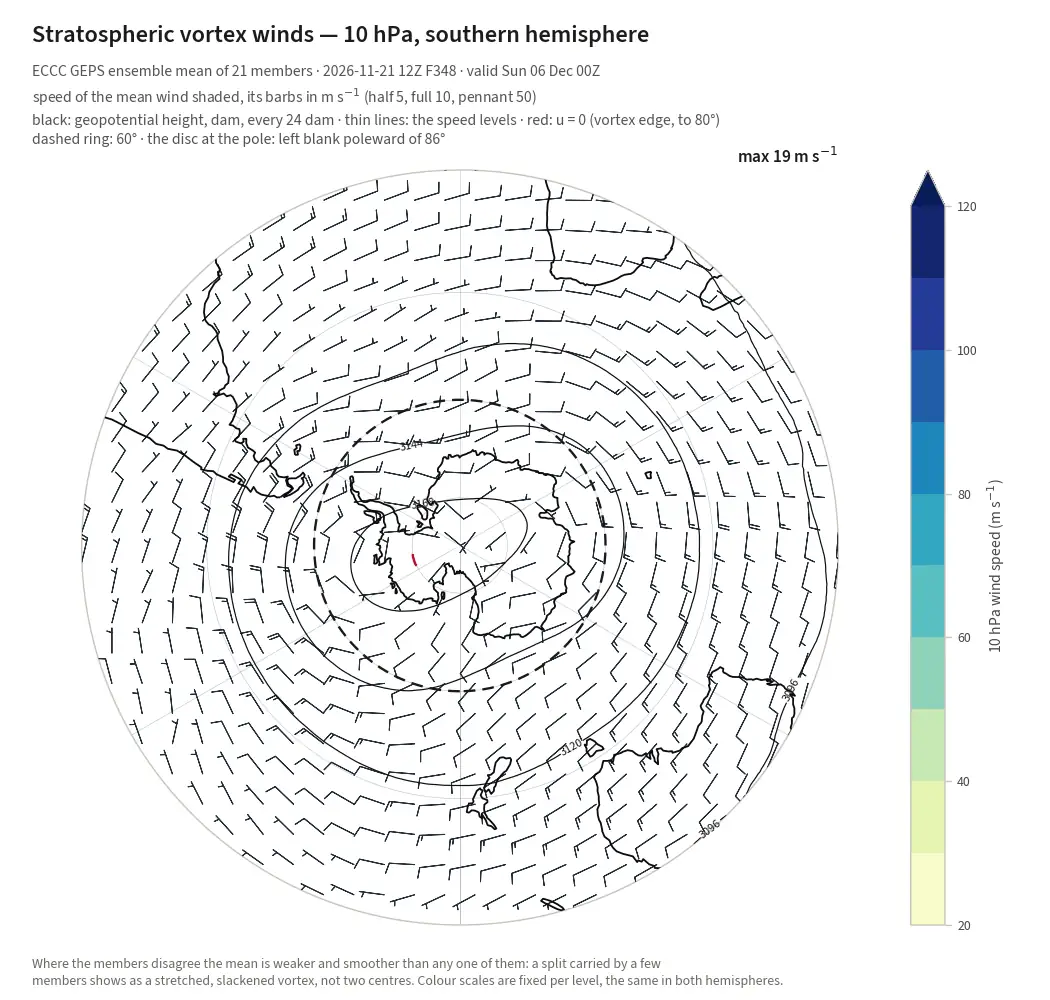 Stratospheric vortex winds — 10 hPa, southern hemisphere
ECCC GEPS ensemble mean of 21 members · 2026-11-21 12Z F348 · valid Sun 06 Dec 00Z
speed of the mean wind shaded, its barbs in m s⁻¹ (half 5, full 10, pennant 50)
black: geopotential height, dam, every 24 dam · thin lines: the speed levels · red: u = 0 (vortex edge, to 80°)
dashed ring: 60° · the disc at the pole: left blank poleward of 86°
max 19 m s⁻¹
120
100
80
60
40
20
10 hPa wind speed (m s⁻¹)
3144
3168
3120
3096
3096
Where the members disagree the mean is weaker and smoother than any one of them: a split carried by a few
members shows as a stretched, slackened vortex, not two centres. Colour scales are fixed per level, the same in both hemispheres.